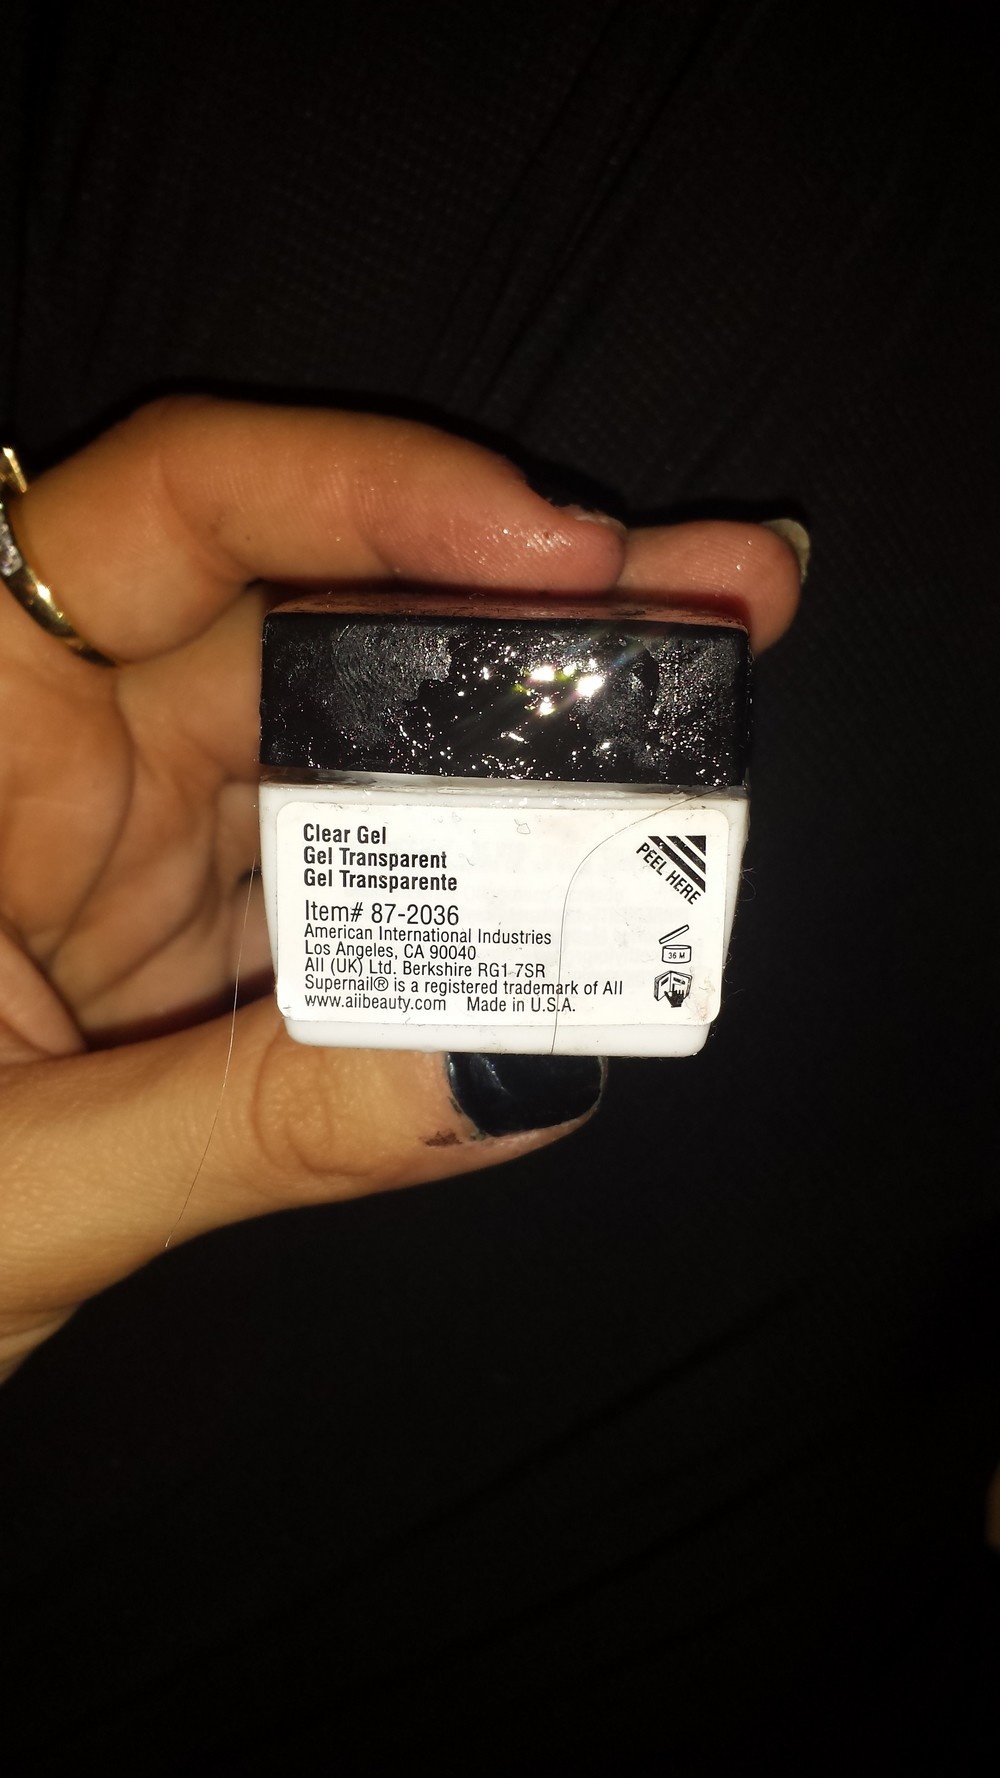 Clear Gel
Gel Transparent
Gel Transparente
Item# 87-2036
American International Industries
Los Angeles, CA 90040
AII (UK) Ltd. Berkshire RG1 7SR
Supernail® is a registered trademark of AII
www.aiibeauty.com Made in U.S.A.
PEEL HERE
36 M